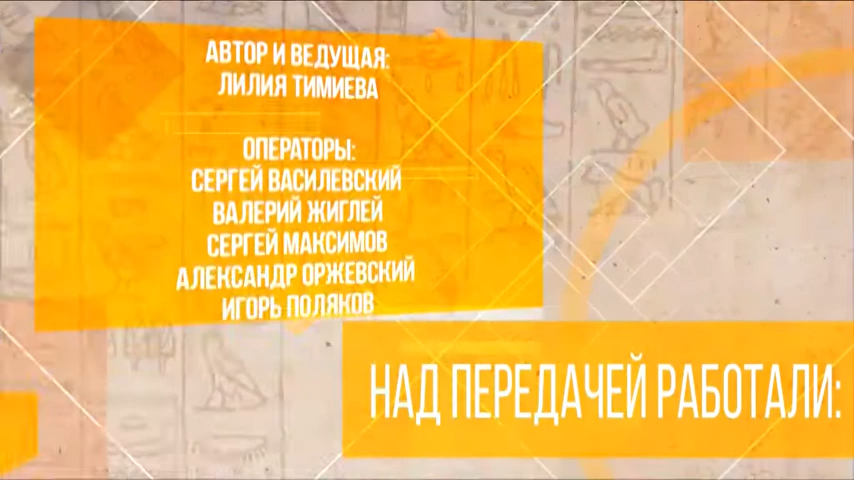 АВТОР И ВЕДУЩАЯ:
ЛИЛИЯ ТИМИЕВА
ОПЕРАТОРЫ:
СЕРГЕЙ ВАСИЛЕВСКИЙ
ВАЛЕРИЙ ЖИГЛЕЙ
СЕРГЕЙ МАКСИМОВ
АЛЕКСАНДР ОРЖЕВСКИЙ
ИГОРЬ ПОЛЯКОВ
НАД ПЕРЕДАЧЕЙ РАБОТАЛИ: